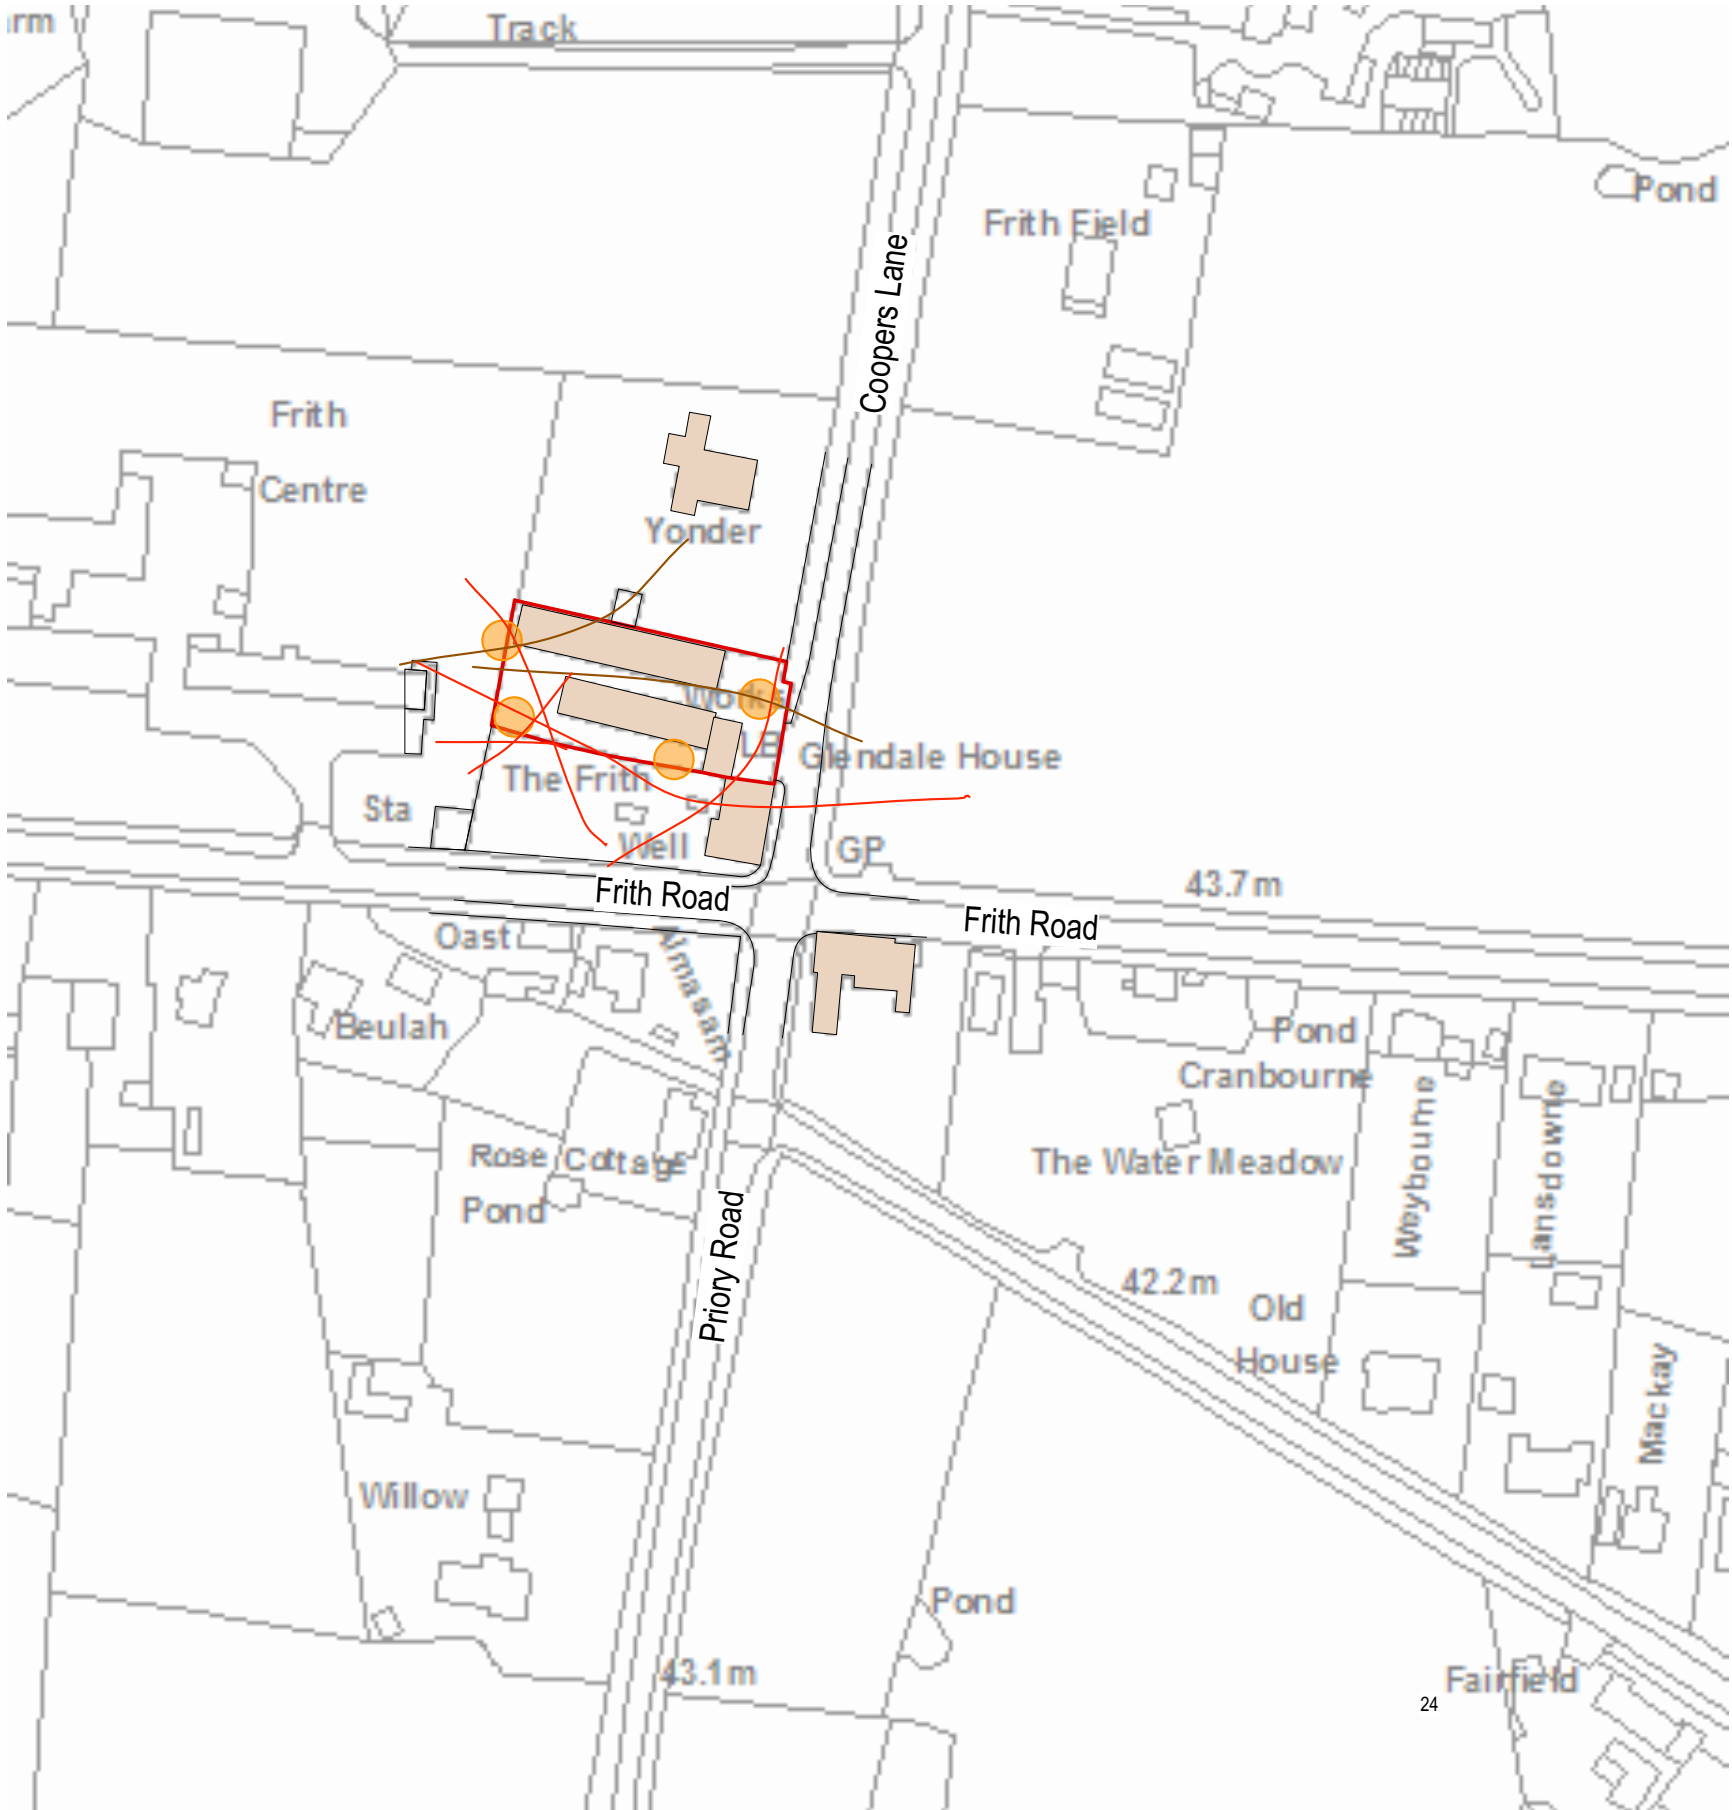 rm
Track
Pond
Frith Field
Coopers Lane
Frith
Centre
Yonder
Works
LB
Glendale House
The Frith
Sta
Well
GP
43.7m
Frith Road
Frith Road
Oast
Almasam
Beulah
Pond
Cranbourne
Weybourne
Lansdowne
Rose Cottage
The Water Meadow
Pond
Priory Road
42.2m
Old
House
Mackay
Willow
Pond
43.1m
Fairfield
24